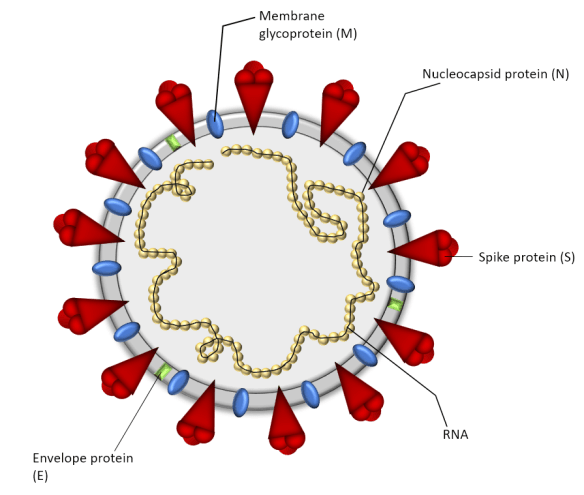 Membrane
glycoprotein (M)
Nucleocapsid protein (N)
Spike protein (S)
RNA
Envelope protein
(E)